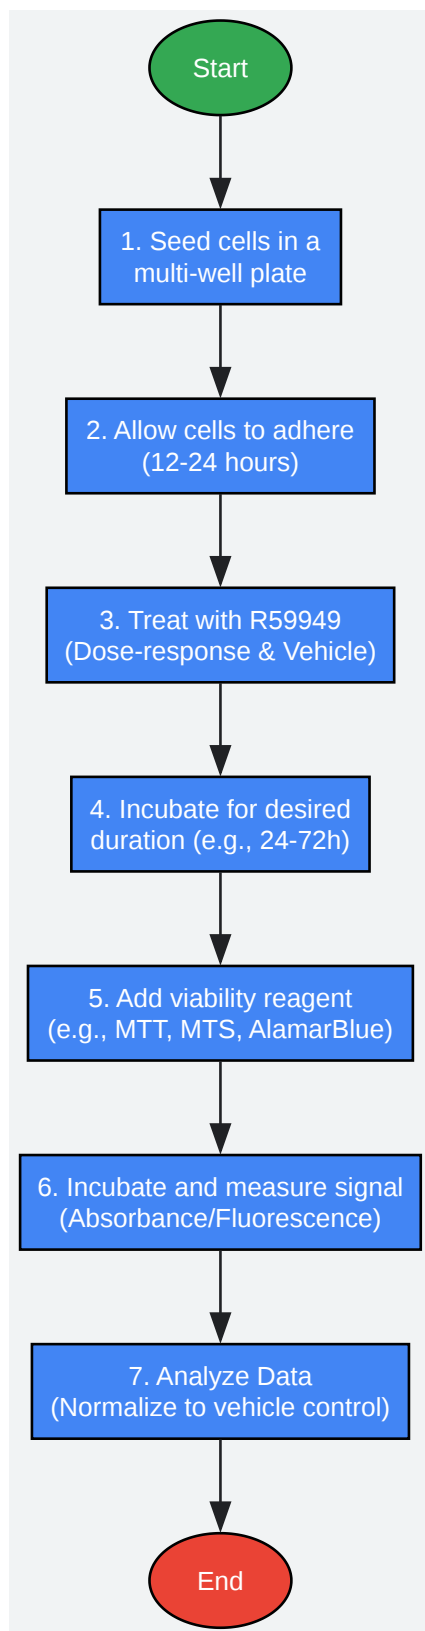 Start
1. Seed cells in a
multi-well plate
2. Allow cells to adhere
(12-24 hours)
3. Treat with R59949
(Dose-response & Vehicle)
4. Incubate for desired
duration (e.g., 24-72h)
5. Add viability reagent
(e.g., MTT, MTS, AlamarBlue)
6. Incubate and measure signal
(Absorbance/Fluorescence)
7. Analyze Data
(Normalize to vehicle control)
End